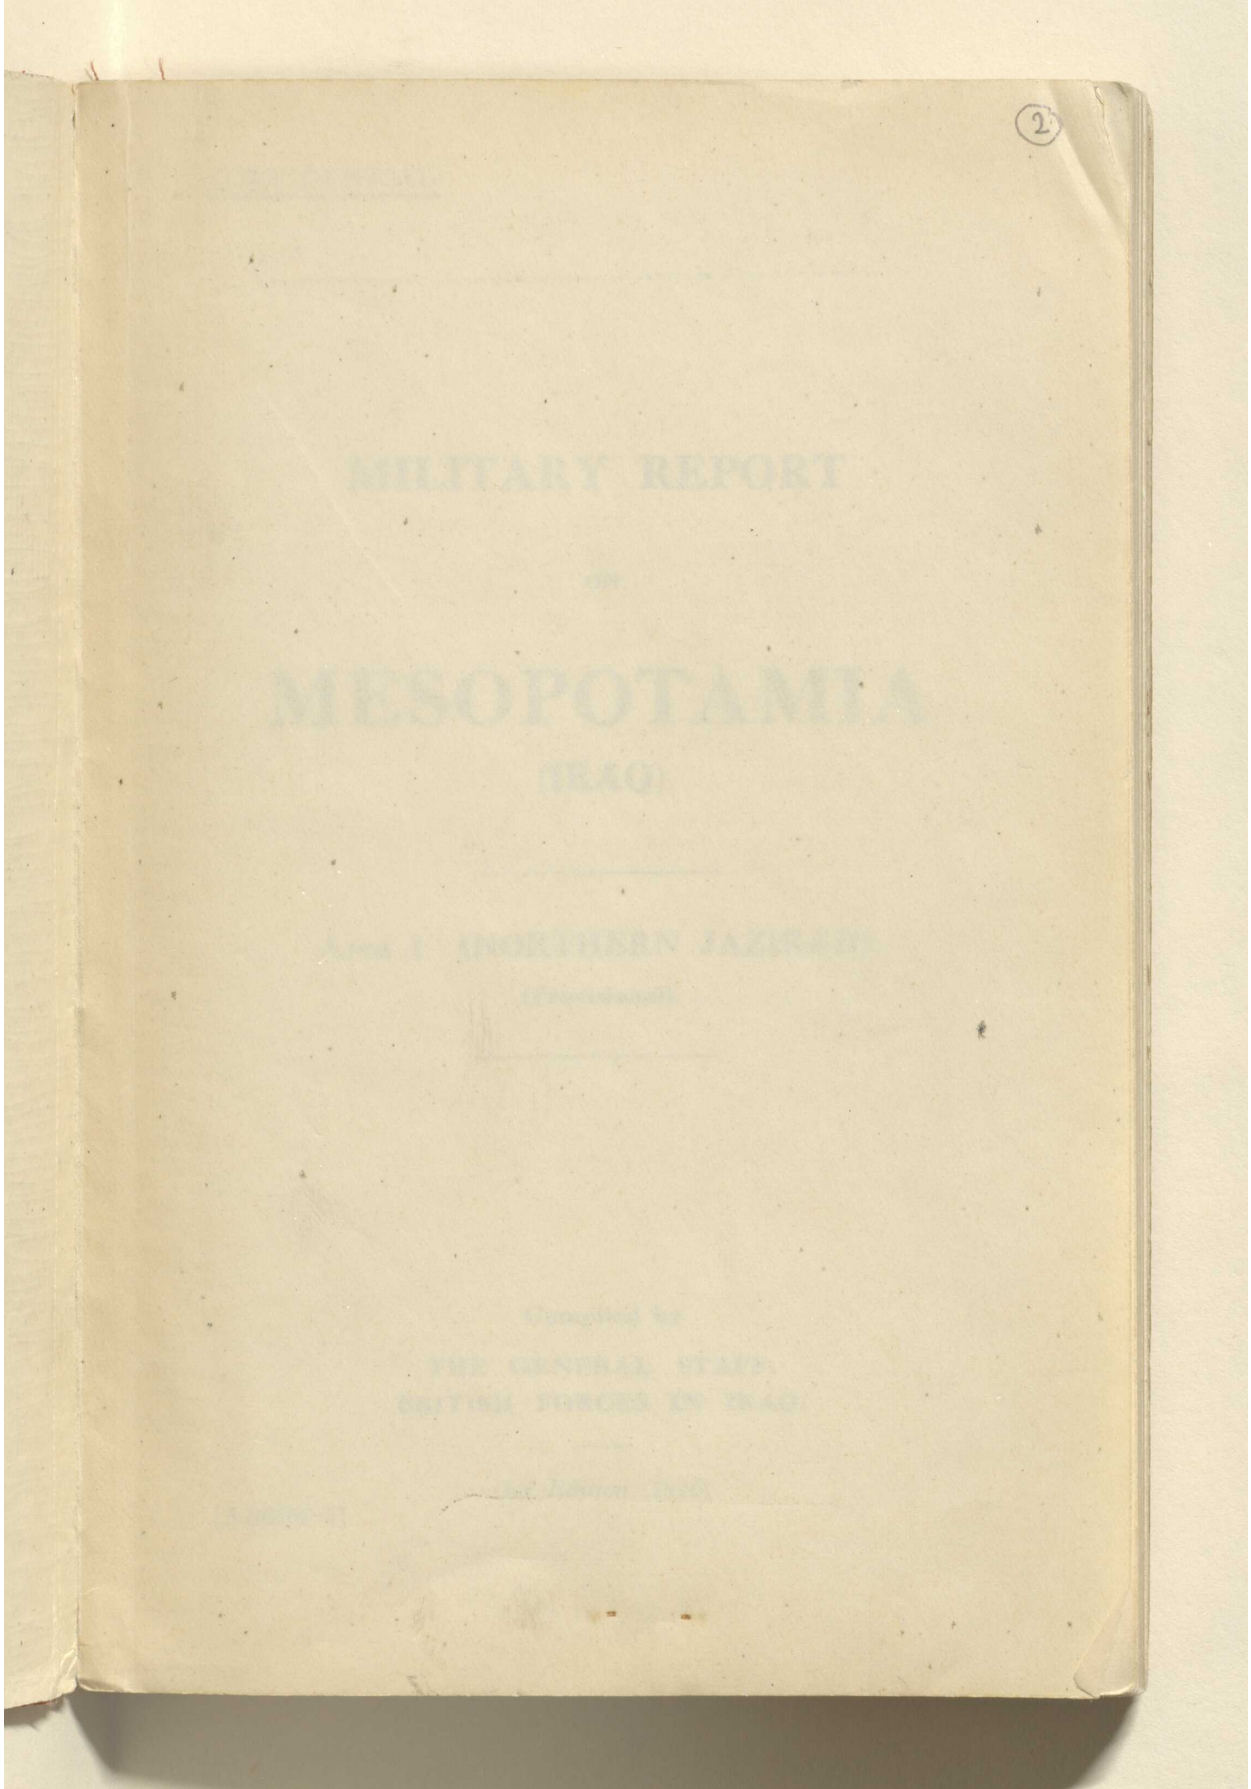 2
MILITARY REPORT
ON
MESOPOTAMIA
(IRAQ)
Area 1 (NORTHERN JAZIRAH)
(Provisional)
Compiled by
THE GENERAL STAFF,
BRITISH FORCES IN IRAQ.